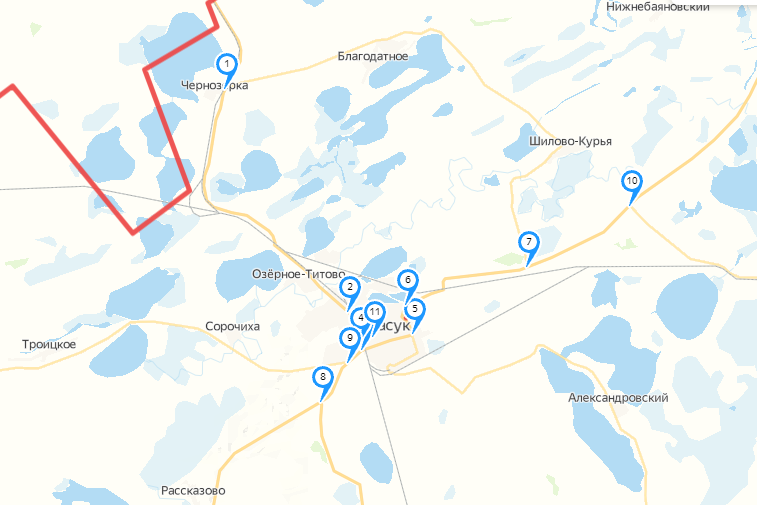 Нижнебаяновский
Благодатное
1
Шилово-Курья
10
7
Озёрное-Титово
6
2
5
11
4
асук
Сорочиха
9
Троицкое
8
Александровский
Рассказово